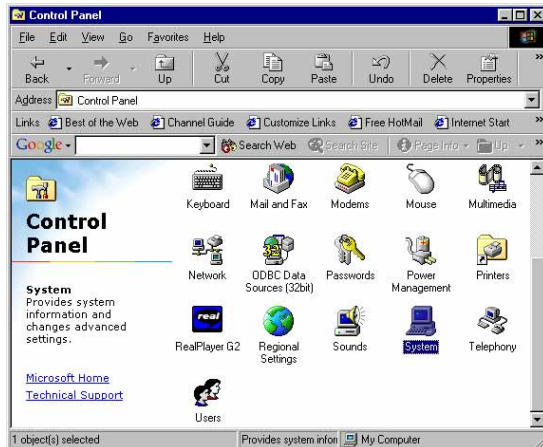 Control Panel
File Edit View Go Favorites Help
Back Forward Up Cut Copy Paste Undo Delete Properties »
Address Control Panel
Links Best of the Web Channel Guide Customize Links Free HotMail Internet Start »
Google Search Web Search Site Page Info Up »
Control
Panel
System
Provides system
information and
changes advanced
settings.
Microsoft Home
Technical Support
Keyboard Mail and Fax Modems Mouse Multimedia
Network ODBC Data
Sources (32bit) Passwords Power
Management Printers
real
RealPlayer G2 Regional
Settings Sounds System Telephony
Users
1 object(s) selected Provides system inforr My Computer